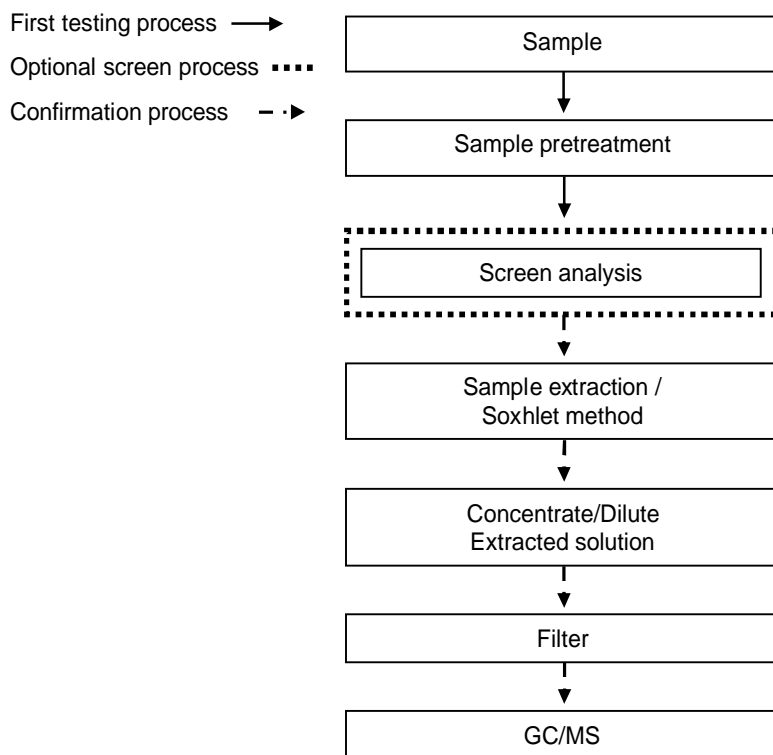 First testing process
Optional screen process
Confirmation process
Sample
Sample pretreatment
Screen analysis
Sample extraction /
Soxhlet method
Concentrate/Dilute
Extracted solution
Filter
GC/MS